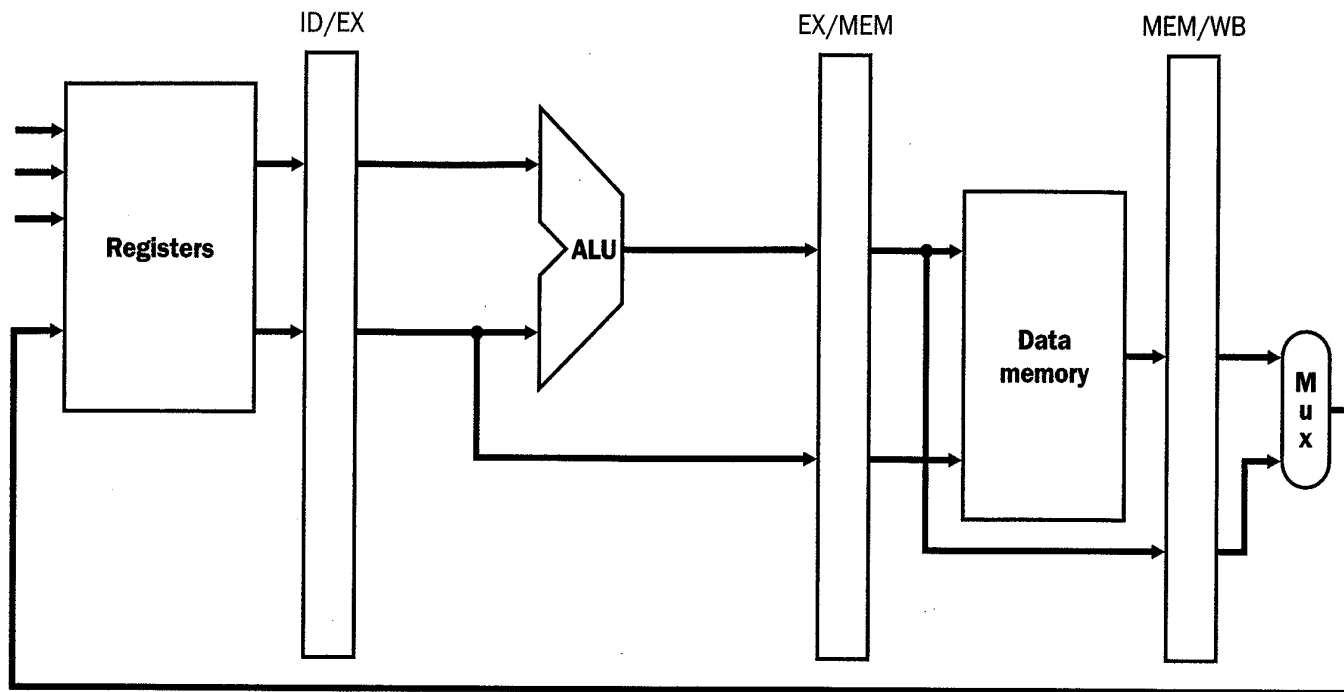 ID/EX
EX/MEM
MEM/WB
Registers
ALU
Data
memory
M
u
x